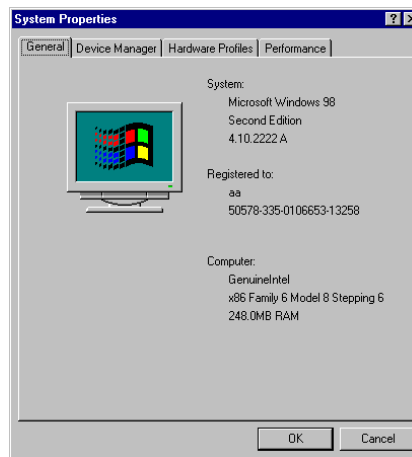 System Properties
General Device Manager Hardware Profiles Performance
System:
Microsoft Windows 98
Second Edition
4.10.2222 A
Registered to:
aa
50578-335-0106653-13258
Computer:
GenuineIntel
x86 Family 6 Model 8 Stepping 6
248.0MB RAM
OK Cancel